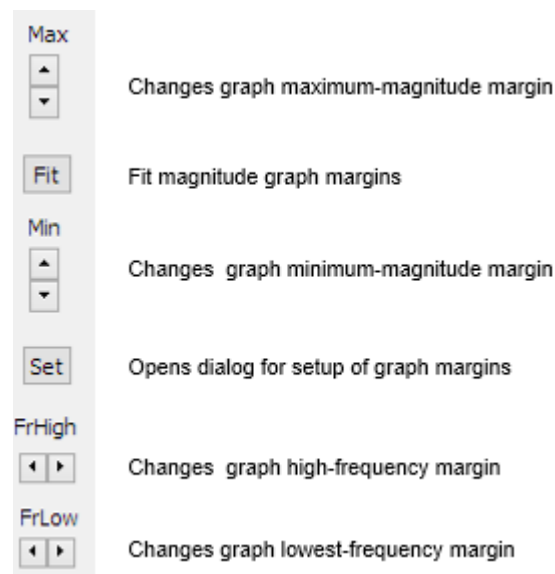 Max
Changes graph maximum-magnitude margin
Fit
Fit magnitude graph margins
Min
Changes  graph minimum-magnitude margin
Set
Opens dialog for setup of graph margins
FrHigh
Changes  graph high-frequency margin
FrLow
Changes graph lowest-frequency margin